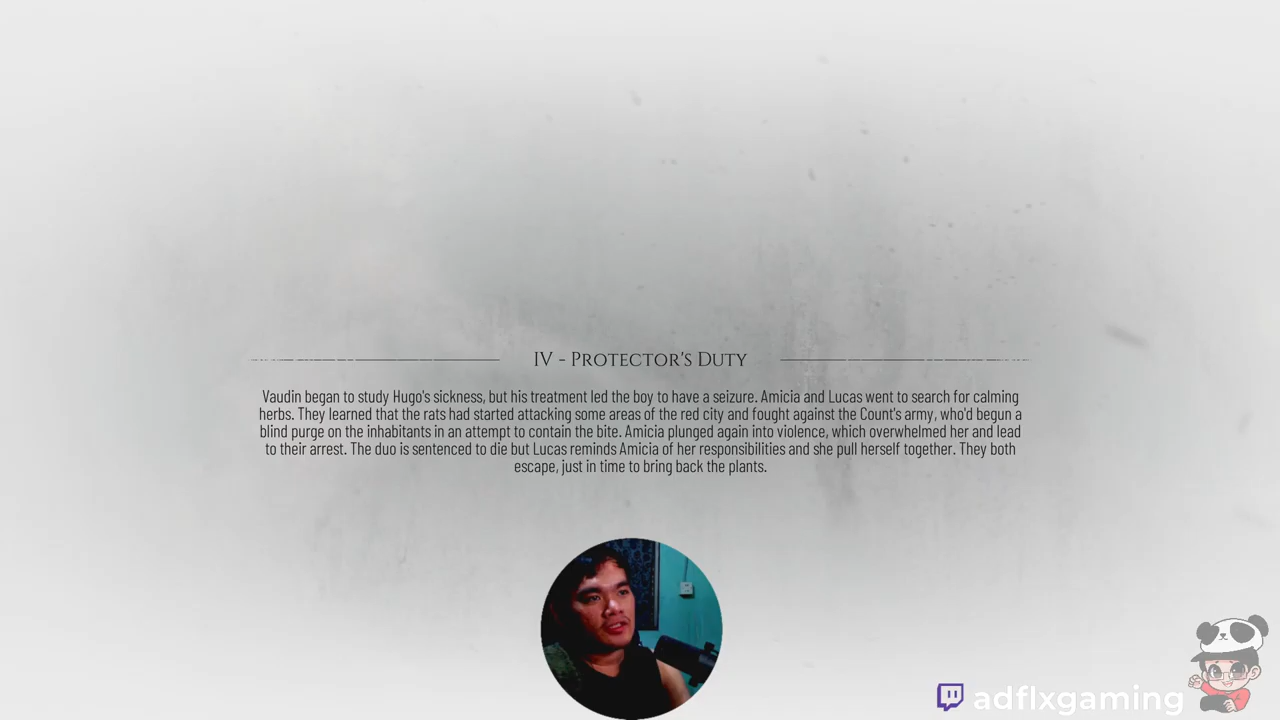 IV - Protector's Duty
Vaudin began to study Hugo's sickness, but his treatment led the boy to have a seizure. Amicia and Lucas went to search for calming
herbs. They learned that the rats had started attacking some areas of the red city and fought against the Count's army, who'd begun a
blind purge on the inhabitants in an attempt to contain the bite. Amicia plunged again into violence, which overwhelmed her and lead
to their arrest. The duo is sentenced to die but Lucas reminds Amicia of her responsibilities and she pull herself together. They both
escape, just in time to bring back the plants.
adflxgaming